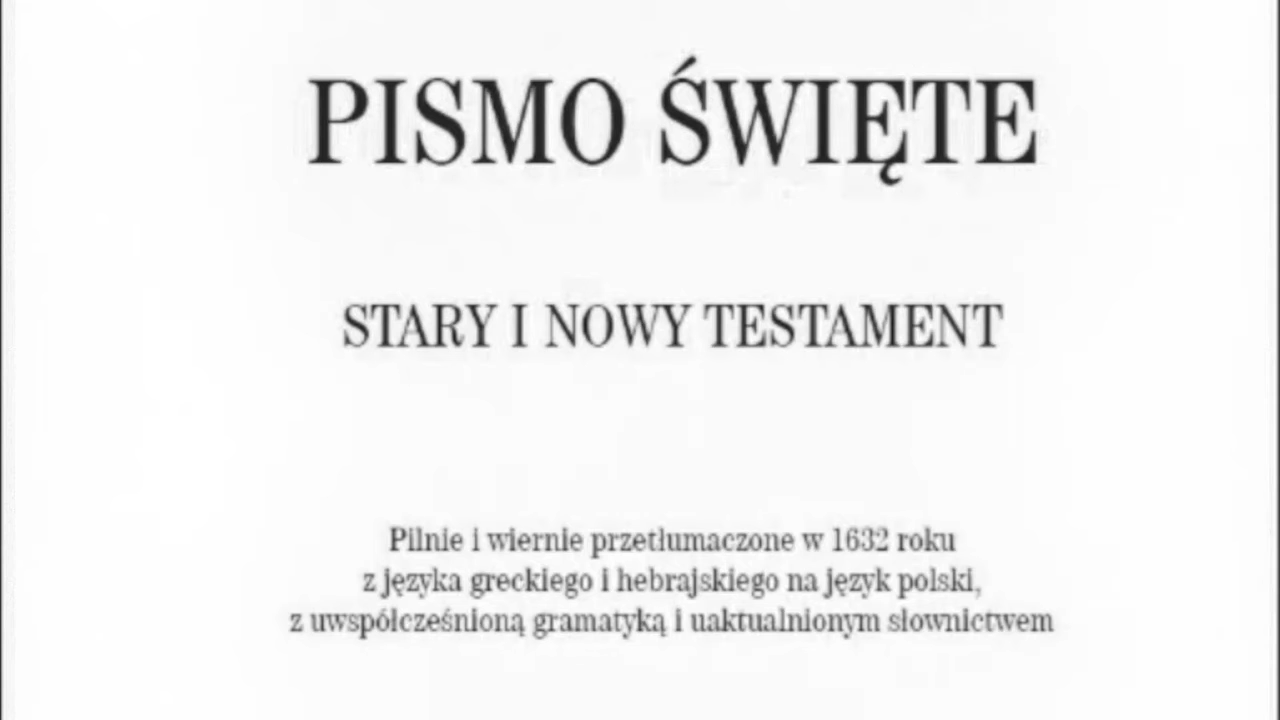 PISMO ŚWIĘTE
STARY I NOWY TESTAMENT
Pilnie i wiernie przetłumaczone w 1632 roku
z języka greckiego i hebrajskiego na język polski,
z uwspółcześnioną gramatyką i uaktualnionym słownictwem